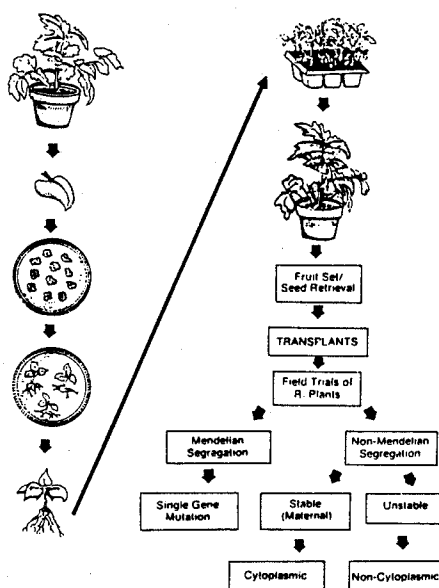 Fruit Set/
Seed Retrieval
TRANSPLANTS
Field Trials of
R. Plants
Mendelian
Segregation
Non-Mendelian
Segregation
Single Gene
Mutation
Stable
(Maternal)
Unstable
Cytoplasmic
Non-Cytoplasmic